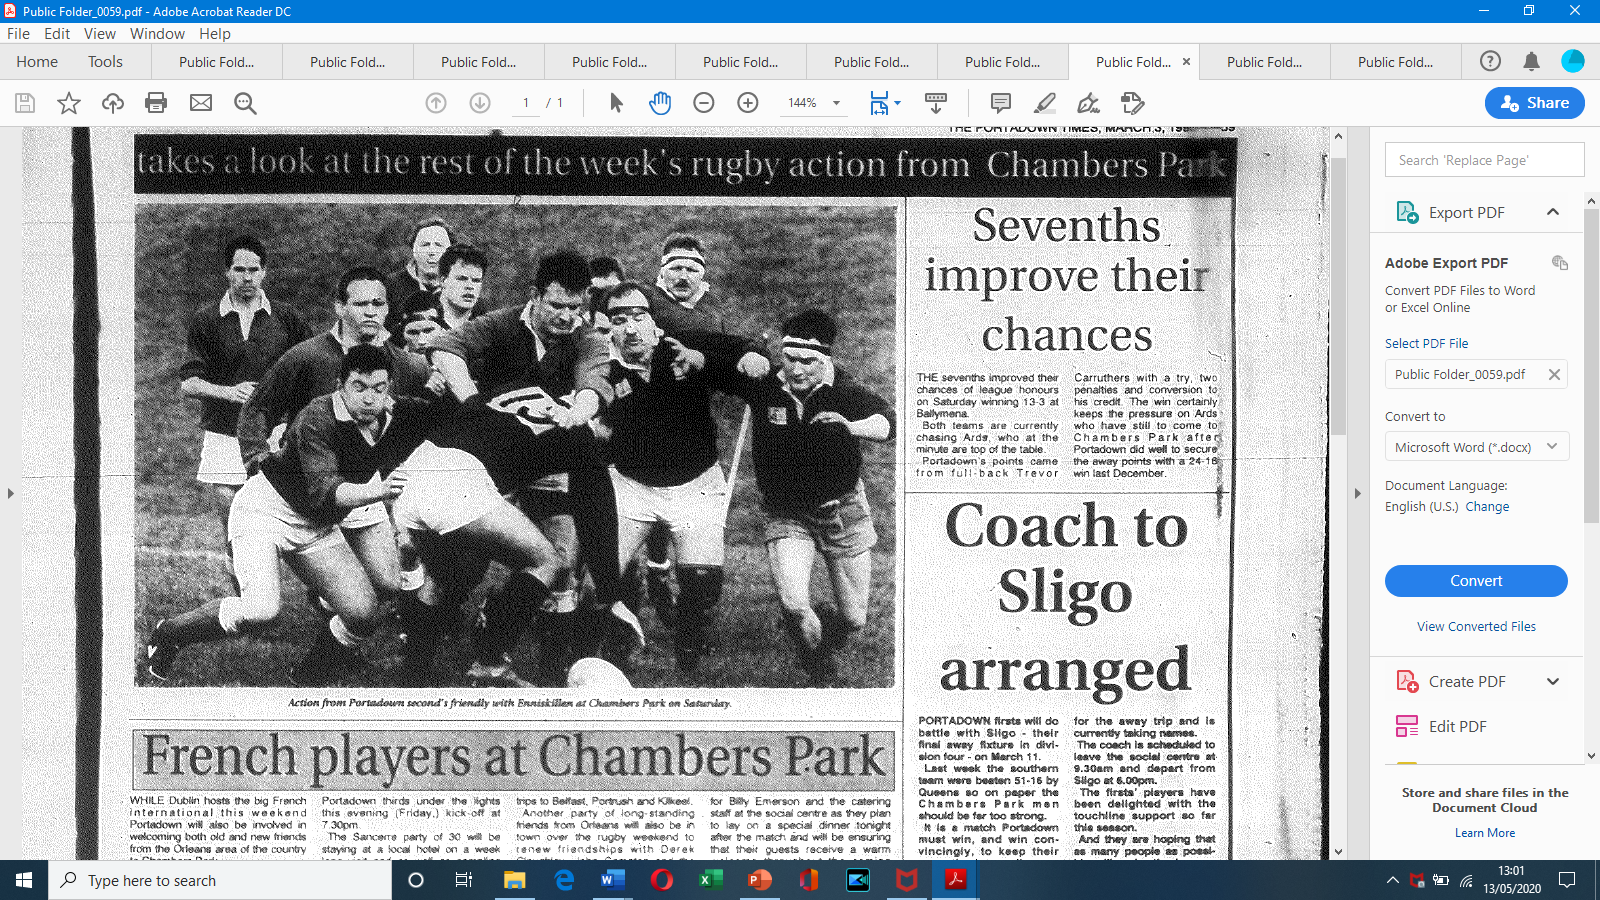 Public Folder_0059.pdf - Adobe Acrobat Reader DC
File Edit View Window Help
Home Tools Public Fold... Public Fold... Public Fold... Public Fold... Public Fold... Public Fold... Public Fold... Public Fold... Public Fold... Public Fold...
1 / 1 144% Share
THE PORTADOWN TIMES, MARCH 3, 39
takes a look at the rest of the week's rugby action from Chambers Park
Sevenths
improve their
chances
THE sevenths improved their
chances of league honours
on Saturday winning 13-3 at
Ballymena.
Both teams are currently
chasing Ards, who at the
minute are top of the table.
Portadown's points came
from full-back Trevor
Carruthers with a try, two
penalties and conversion to
his credit. The win certainly
keeps the pressure on Ards
who have still to come to
Chambers Park after
Portadown did well to secure
the away points with a 24-16
win last December.
Coach to
Sligo
arranged
PORTADOWN firsts will do
battle with Sligo - their
final away fixture in divi-
sion four - on March 11.
Last week the southern
team were beaten 51-16 by
Queens so on paper the
Chambers Park men
should be far too strong.
It is a match Portadown
must win, and win con-
vincingly, to keep their
for the away trip and is
currently taking names.
The coach is scheduled to
leave the social centre at
9.30am and depart from
Sligo at 6.00pm.
The firsts' players have
been delighted with the
touchline support so far
this season.
And they are hoping that
as many people as possi-
Action from Portadown second's friendly with Enniskillen at Chambers Park on Saturday.
French players at Chambers Park
WHILE Dublin hosts the big French
international this weekend
Portadown will also be involved in
welcoming both old and new friends
from the Orleans area of the country
to Chambers Park.
Portadown thirds under the lights
this evening (Friday,) kick-off at
7.30pm.
The Sancerre party of 30 will be
staying at a local hotel on a week
trips to Belfast, Portrush and Kilkeel.
Another party of long-standing
friends from Orleans will also be in
town over the rugby weekend to
renew friendships with Derek
for Billy Emerson and the catering
staff at the social centre as they plan
to lay on a special dinner tonight
after the match and will be ensuring
that their guests receive a warm
Search 'Replace Page'
Export PDF
Adobe Export PDF
Convert PDF Files to Word
or Excel Online
Select PDF File
Public Folder_0059.pdf
Convert to
Microsoft Word (*.docx)
Document Language:
English (U.S.) Change
Convert
View Converted Files
Create PDF
Edit PDF
Store and share files in the
Document Cloud
Learn More
Type here to search
13:01
13/05/2020